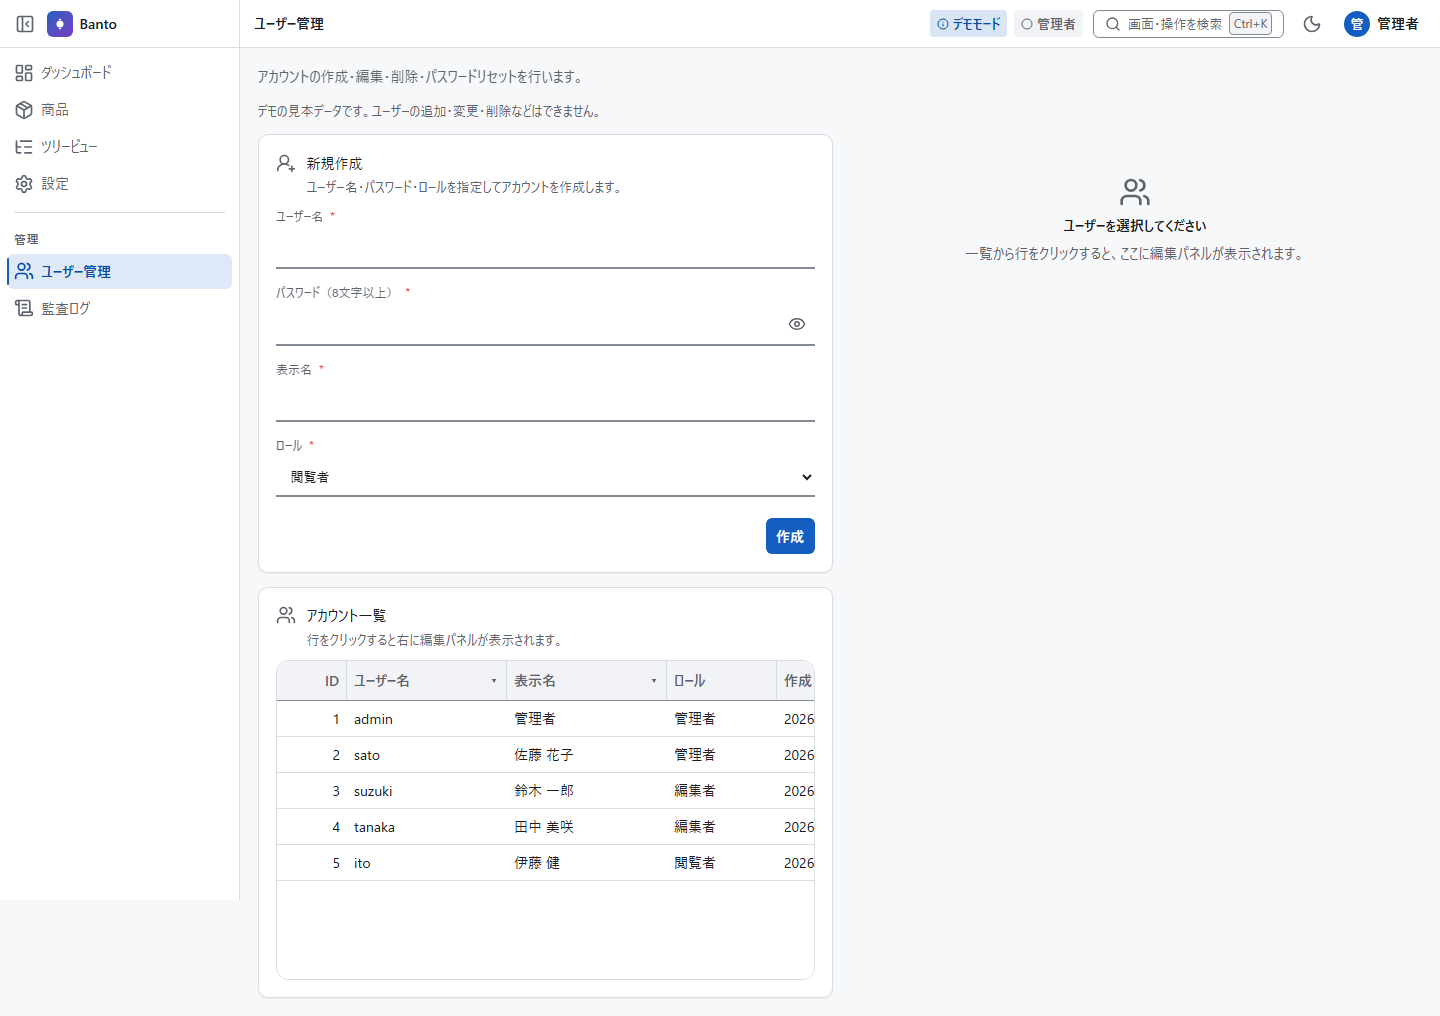 Banto
ユーザー管理
デモモード
管理者
画面・操作を検索
Ctrl+K
管
管理者
ダッシュボード
商品
ツリービュー
設定
管理
ユーザー管理
監査ログ
アカウントの作成・編集・削除・パスワードリセットを行います。
デモの見本データです。ユーザーの追加・変更・削除などはできません。
新規作成
ユーザー名・パスワード・ロールを指定してアカウントを作成します。
ユーザー名 *
パスワード（8文字以上） *
表示名 *
ロール *
閲覧者
作成
ユーザーを選択してください
一覧から行をクリックすると、ここに編集パネルが表示されます。
アカウント一覧
行をクリックすると右に編集パネルが表示されます。
ID ユーザー名 表示名 ロール 作成
1 admin 管理者 管理者 2026
2 sato 佐藤 花子 管理者 2026
3 suzuki 鈴木 一郎 編集者 2026
4 tanaka 田中 美咲 編集者 2026
5 ito 伊藤 健 閲覧者 2026